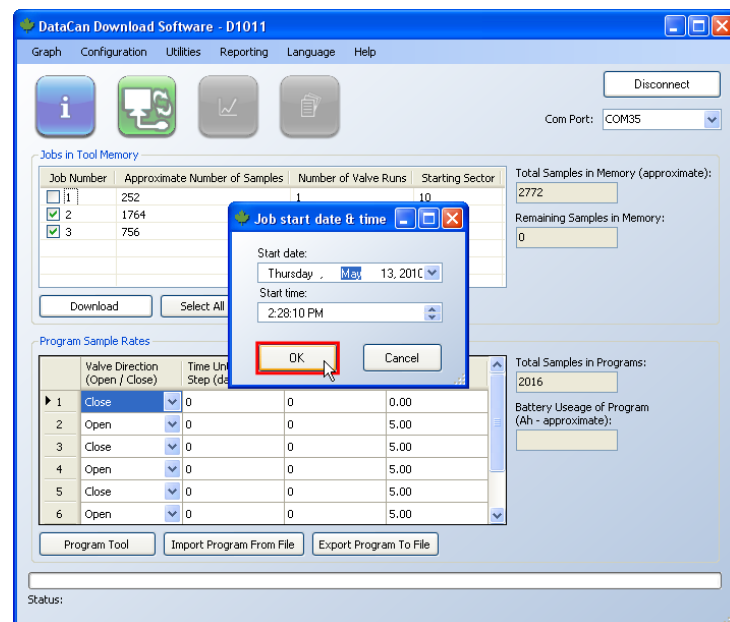 DataCan Download Software - D1011
Graph Configuration Utilities Reporting Language Help
Disconnect
Com Port: COM35
Jobs in Tool Memory
Job Number Approximate Number of Samples Number of Valve Runs Starting Sector
1 252 1 10
2 1764
3 756
Total Samples in Memory (approximate):
2772
Remaining Samples in Memory:
0
Download Select All
Job start date & time
Start date:
Thursday , May 13, 2010
Start time:
2:28:10 PM
OK Cancel
Program Sample Rates
Valve Direction
(Open / Close)
Time
Step
1 Close 0 0 0.00
2 Open 0 0 5.00
3 Close 0 0 5.00
4 Open 0 0 5.00
5 Close 0 0 5.00
6 Open 0 0 5.00
Total Samples in Programs:
2016
Battery Useage of Program
(Ah - approximate):
Program Tool Import Program From File Export Program To File
Status: